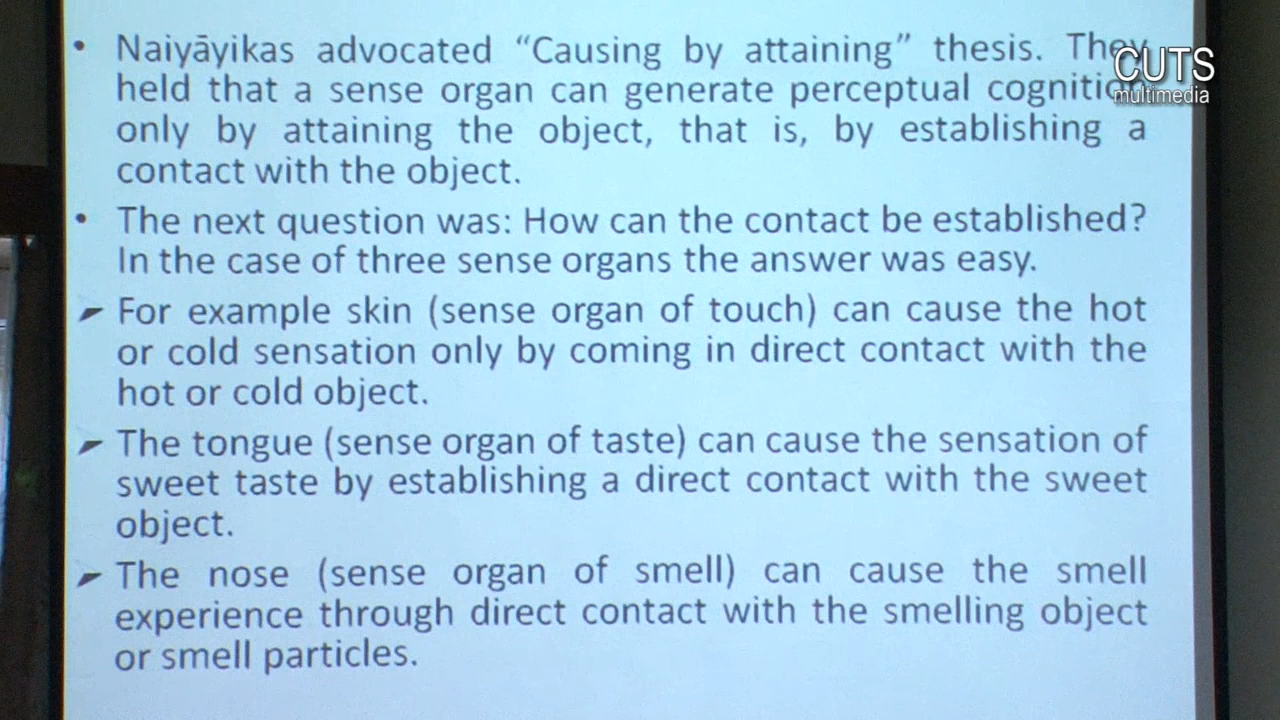 • Naiyāyikas advocated “Causing by attaining” thesis. They
held that a sense organ can generate perceptual cognition
only by attaining the object, that is, by establishing a
contact with the object.
• The next question was: How can the contact be established?
In the case of three sense organs the answer was easy.
➢ For example skin (sense organ of touch) can cause the hot
or cold sensation only by coming in direct contact with the
hot or cold object.
➢ The tongue (sense organ of taste) can cause the sensation of
sweet taste by establishing a direct contact with the sweet
object.
➢ The nose (sense organ of smell) can cause the smell
experience through direct contact with the smelling object
or smell particles.
CUTS
multimedia